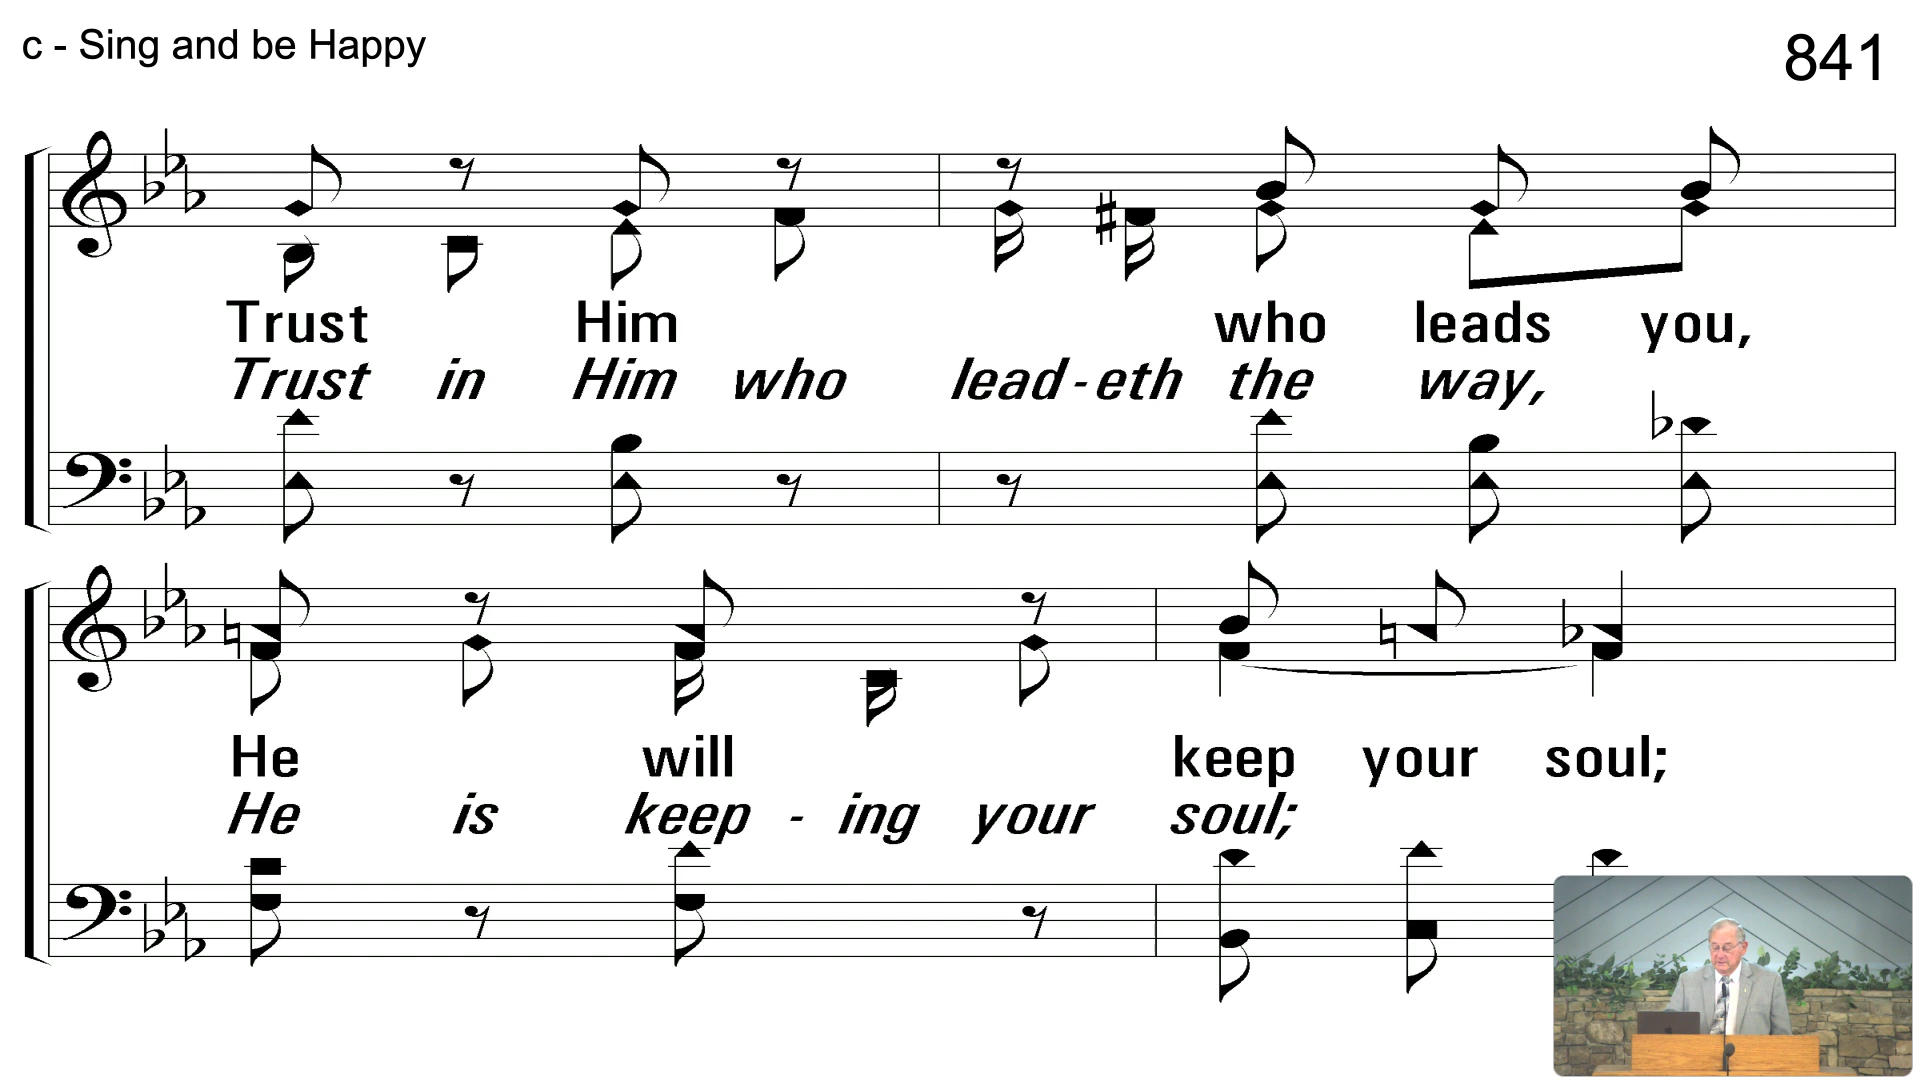 c - Sing and be Happy
841
Trust Him who leads you,
Trust in Him who lead - eth the way,
He will keep your soul;
He is keep - ing your soul;